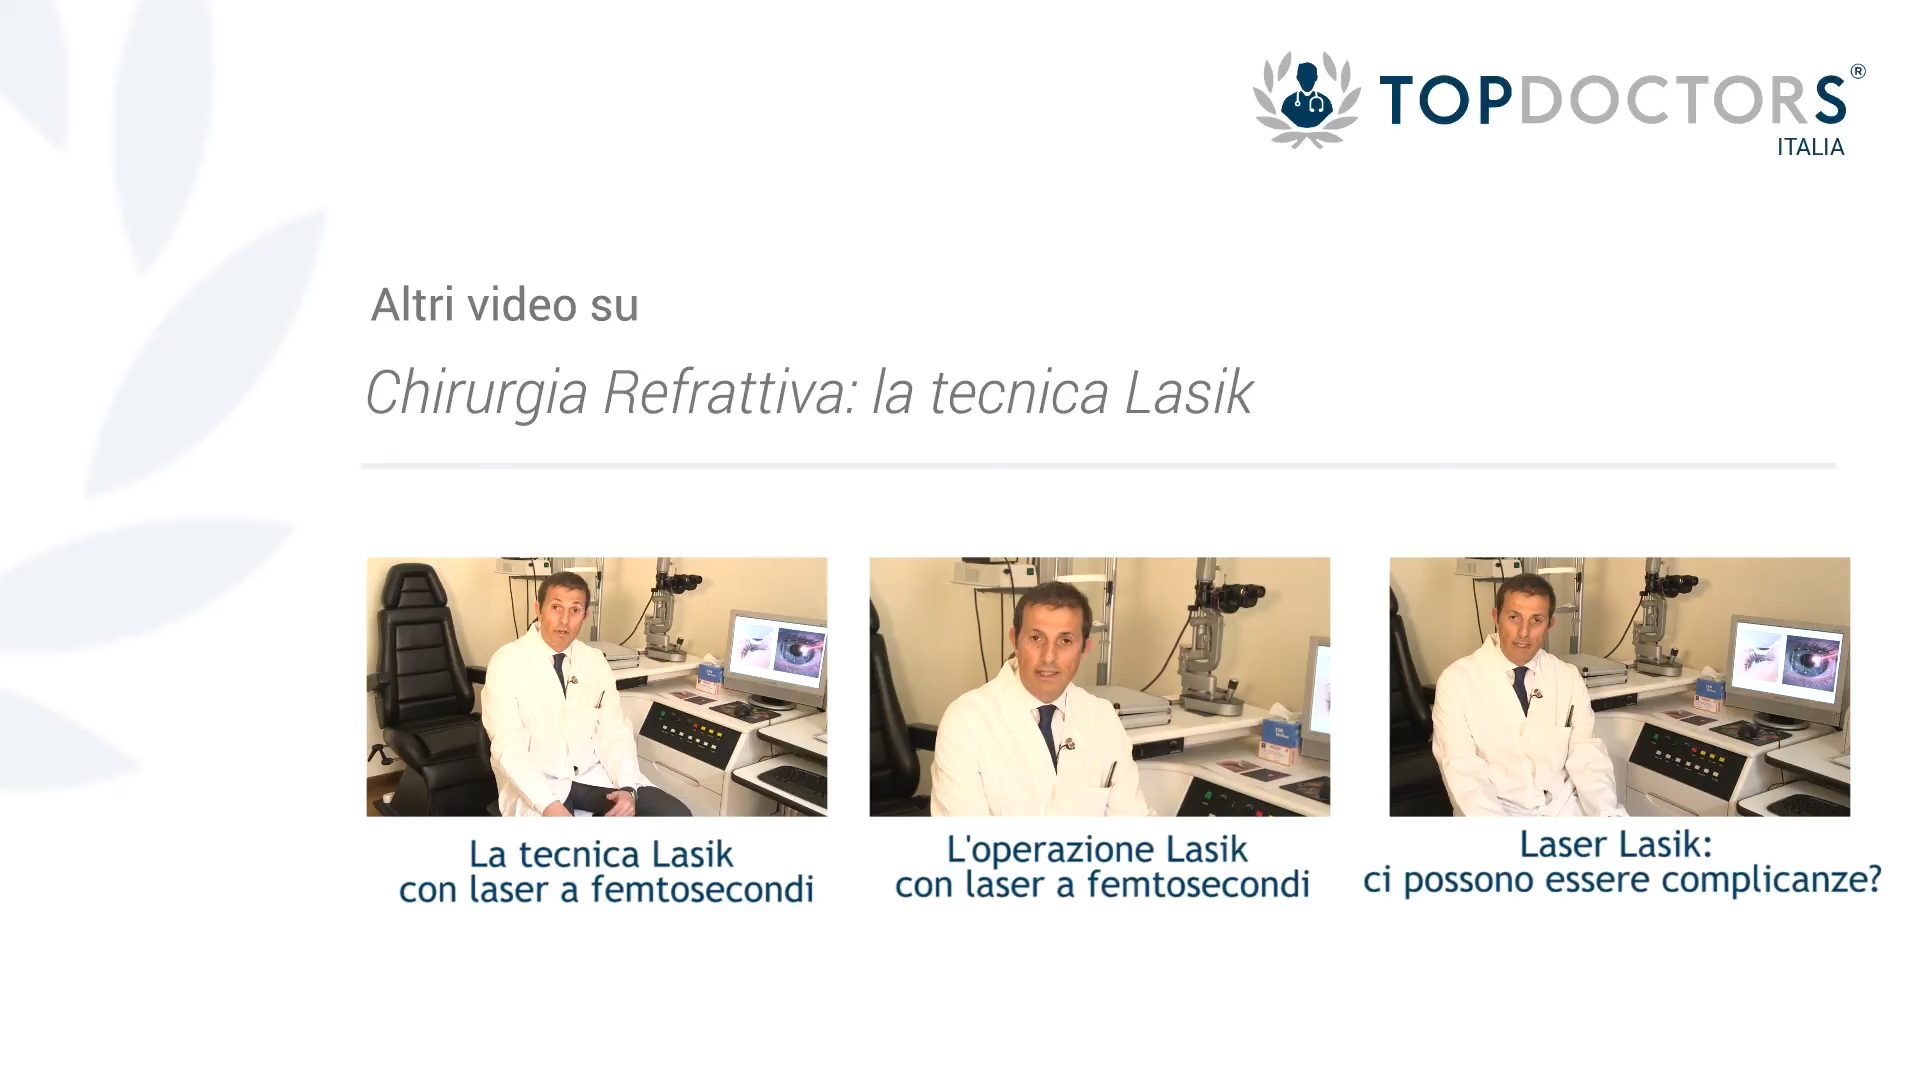 TOPDOCTORS®
ITALIA
Altri video su
Chirurgia Refrattiva: la tecnica Lasik
La tecnica Lasik
con laser a femtosecondi
L'operazione Lasik
con laser a femtosecondi
Laser Lasik:
ci possono essere complicanze?